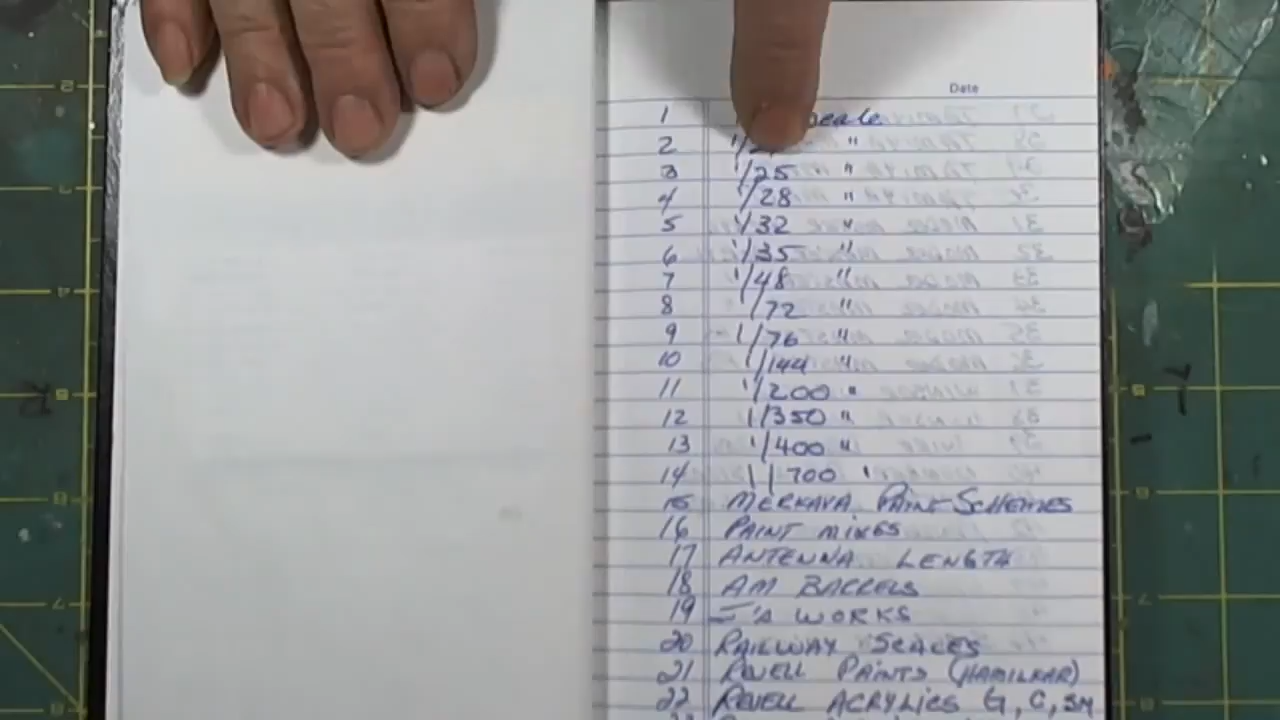 Date
1 scale
2 1/2 "
3 1/25 "
4 1/28 "
5 1/32 "
6 1/35 "
7 1/48 "
8 1/72 "
9 1/76 "
10 1/144 "
11 1/200 "
12 1/350 "
13 1/400 "
14 1/700 "
15 MERKAVA PAINT SCHEMES
16 PAINT MIXES
17 ANTENNA LENGTH
18 AM BARRELS
19 WORKS
20 RAILWAY SCALES
21 REVELL PAINTS (HAMILKAR)
22 REVELL ACRYLICS G, C, SM